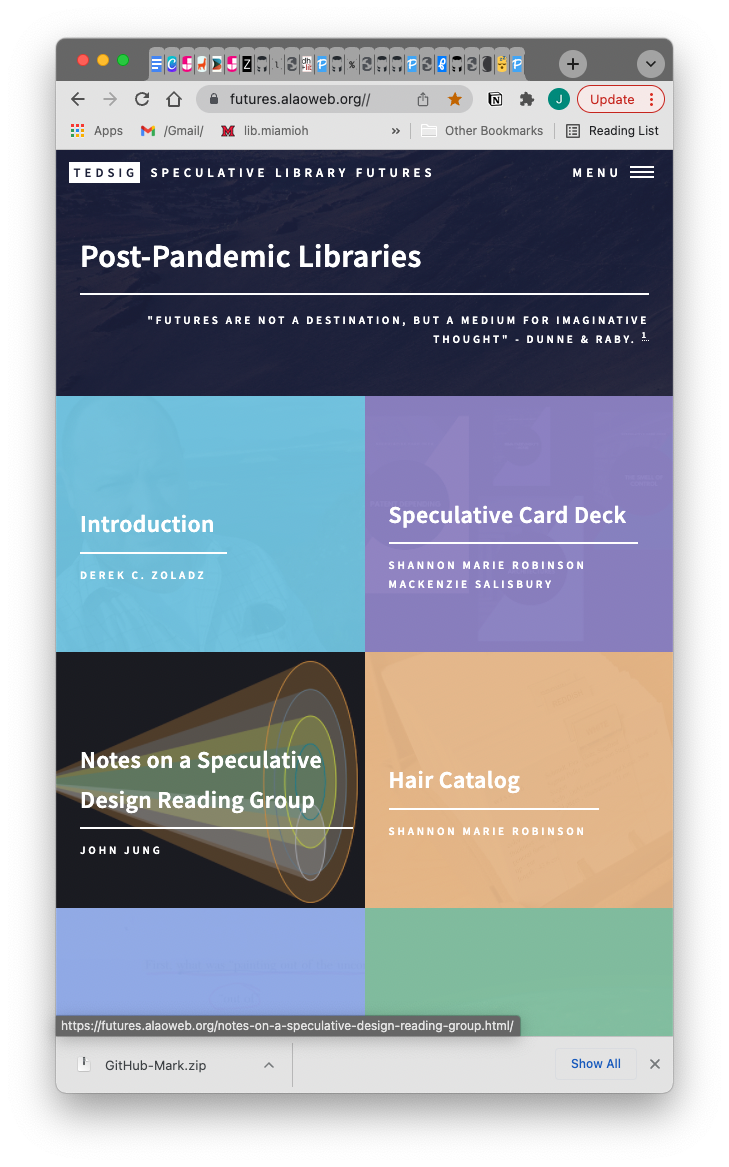 futures.alaoweb.org//
J
Update
Apps
/Gmail/
lib.miamioh
»
Other Bookmarks
Reading List
TEDSIG SPECULATIVE LIBRARY FUTURES
MENU
Post-Pandemic Libraries
"FUTURES ARE NOT A DESTINATION, BUT A MEDIUM FOR IMAGINATIVE
THOUGHT" - DUNNE & RABY. 1
Introduction
DEREK C. ZOLADZ
Speculative Card Deck
SHANNON MARIE ROBINSON
MACKENZIE SALISBURY
Notes on a Speculative
Design Reading Group
JOHN JUNG
Hair Catalog
SHANNON MARIE ROBINSON
https://futures.alaoweb.org/notes-on-a-speculative-design-reading-group.html/
GitHub-Mark.zip
Show All